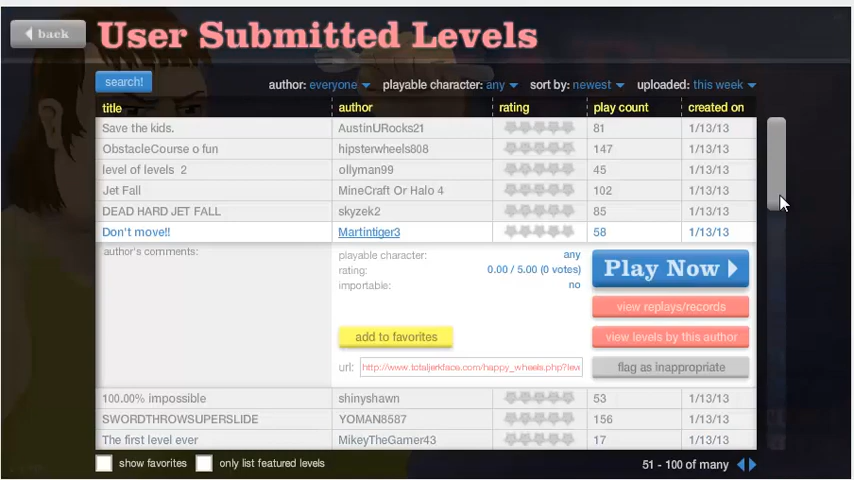 back User Submitted Levels
search! author: everyone playable character: any sort by: newest uploaded: this week
title author rating play count created on
Save the kids. AustinURocks21 81 1/13/13
ObstacleCourse o fun hipsterwheels808 147 1/13/13
level of levels 2 ollyman99 45 1/13/13
Jet Fall MineCraft Or Halo 4 102 1/13/13
DEAD HARD JET FALL skyzek2 85 1/13/13
Don't move!! Martintiger3 58 1/13/13
author's comments:
playable character: any
rating: 0.00 / 5.00 (0 votes)
importable: no
Play Now
view replays/records
add to favorites
view levels by this author
url: http://www.totaljerkface.com/happy_wheels.php?lev
flag as inappropriate
100.00% impossible shinyshawn 53 1/13/13
SWORDTHROWSUPERSLIDE YOMAN8587 156 1/13/13
The first level ever MikeyTheGamer43 17 1/13/13
show favorites only list featured levels 51 - 100 of many